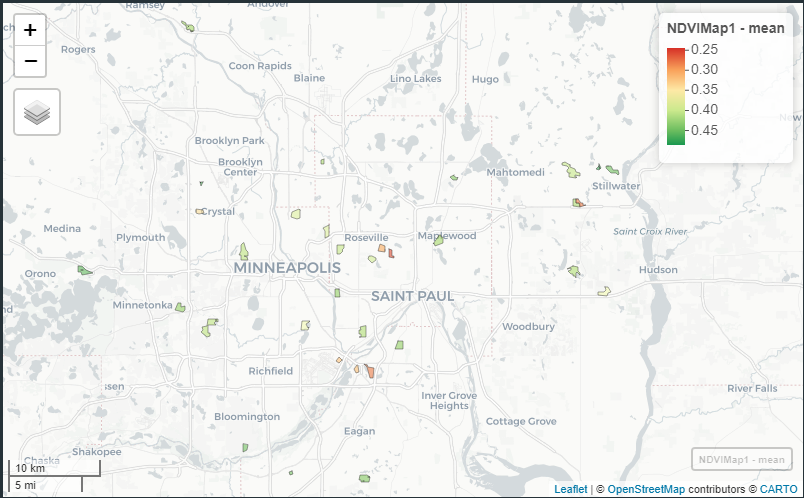 Ramsey
Andover
+
Rogers
NDVIMap1 - mean
0.25
−
Coon Rapids
0.30
Blaine
Lino Lakes
Hugo
0.35
0.40
0.45
Brooklyn Park
Brooklyn
Center
Mahtomedi
Stillwater
Crystal
Medina
Plymouth
Roseville
Maplewood
Saint Croix River
Orono
MINNEAPOLIS
Hudson
SAINT PAUL
Minnetonka
Woodbury
Richfield
River Falls
Inver Grove
Heights
Bloomington
Cottage Grove
Eagan
Shakopee
Chaska
NDVIMap1 - mean
10 km
5 mi
Leaflet | © OpenStreetMap contributors © CARTO